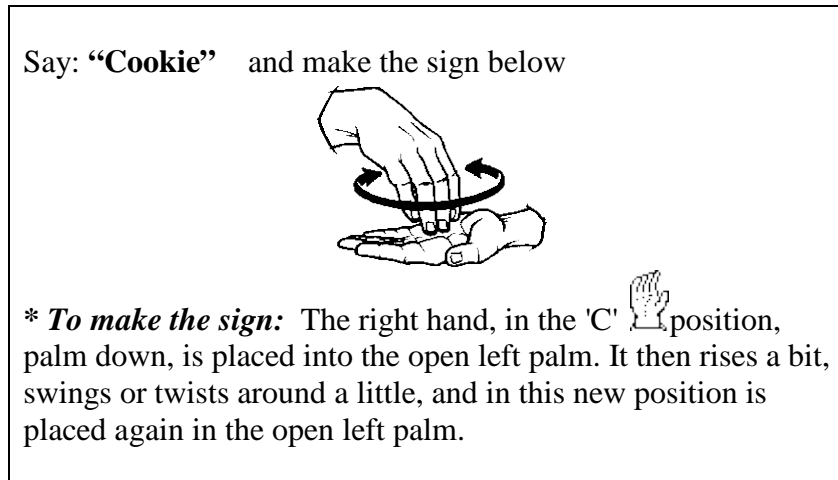 Say: “Cookie” and make the sign below
* To make the sign: The right hand, in the 'C' position,
palm down, is placed into the open left palm. It then rises a bit,
swings or twists around a little, and in this new position is
placed again in the open left palm.